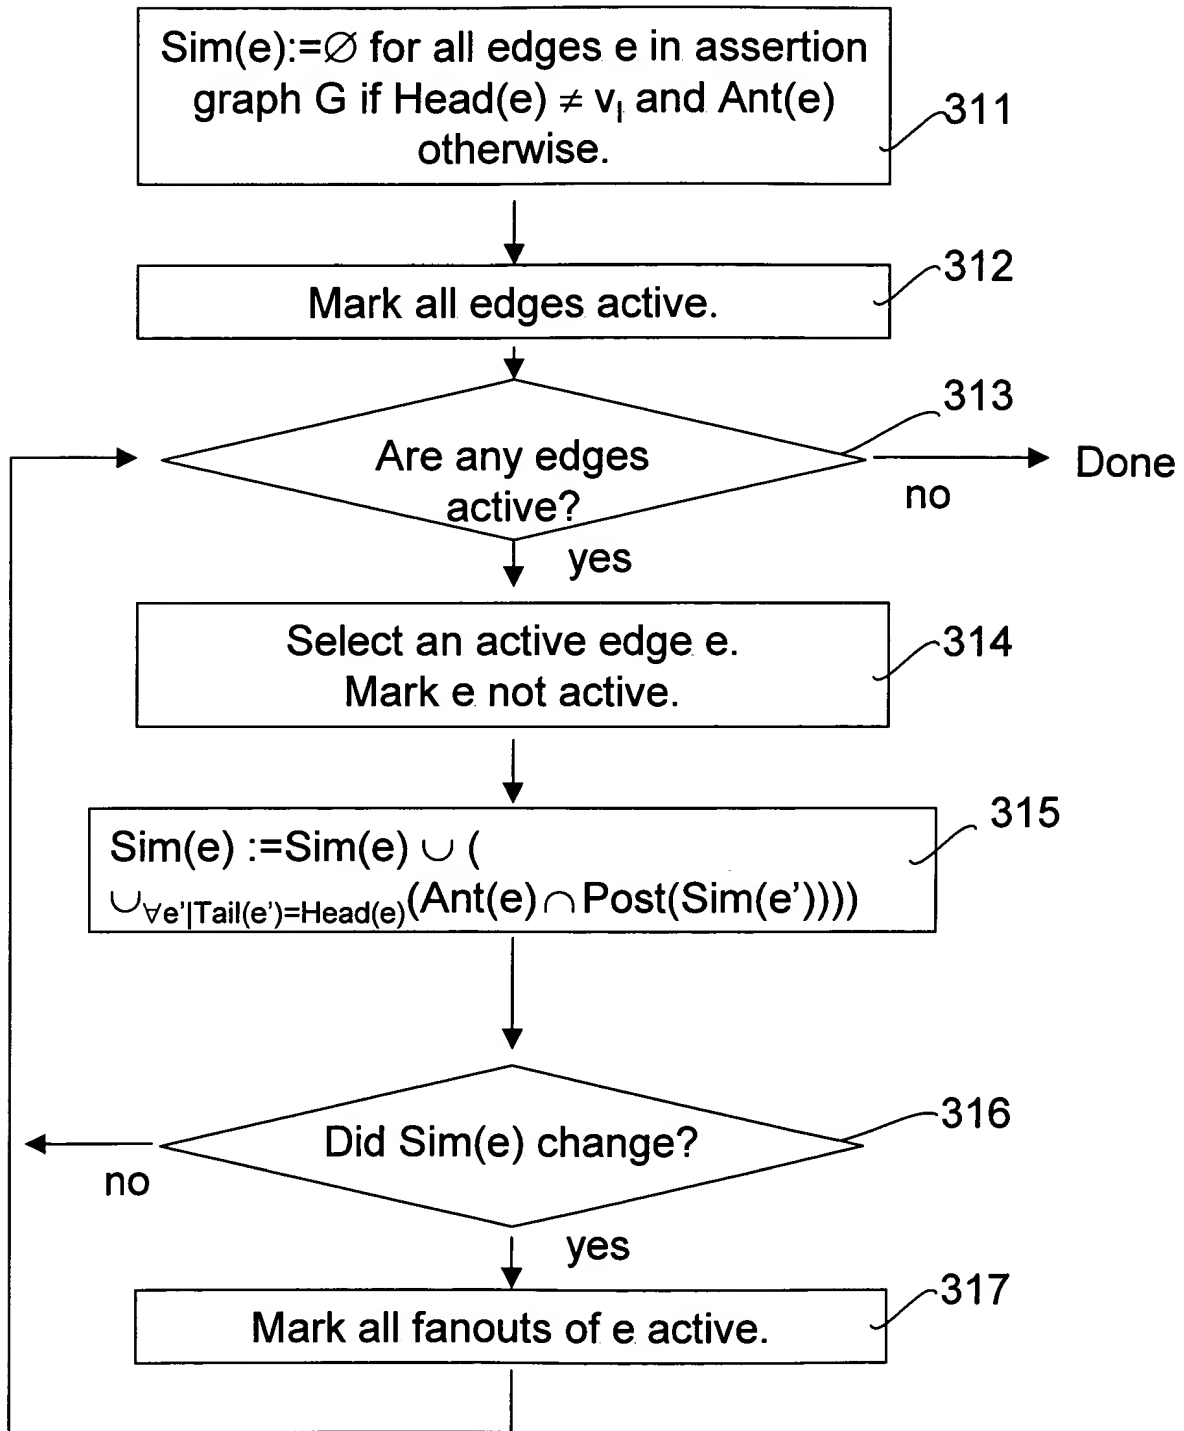 Sim(e):=∅ for all edges e in assertion
graph G if Head(e) ≠ vI and Ant(e)
otherwise.
311
Mark all edges active.
312
Are any edges
active?
313
no
Done
yes
Select an active edge e.
Mark e not active.
314
Sim(e) :=Sim(e) ∪ (
∪∀e'|Tail(e')=Head(e)(Ant(e)∩Post(Sim(e'))))
315
Did Sim(e) change?
316
no
yes
Mark all fanouts of e active.
317